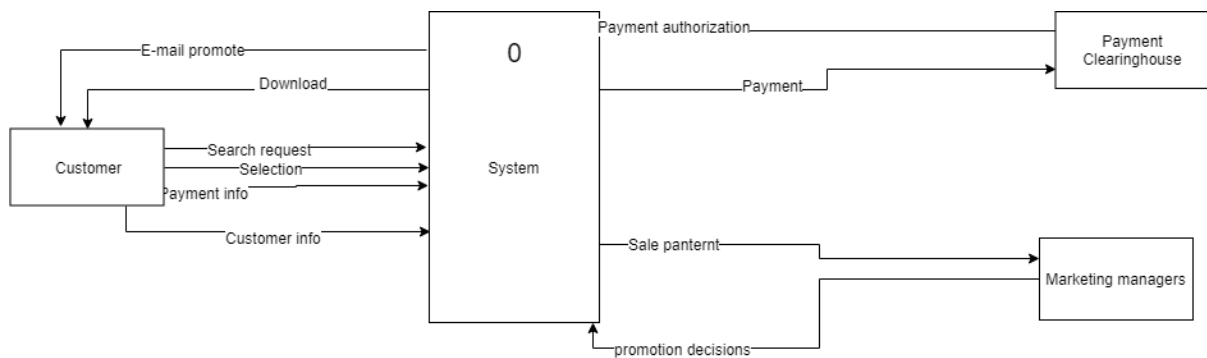 Payment authorization
Payment
Clearinghouse
E-mail promote
0
Download
Payment
Search request
Customer
Selection
System
Payment info
Customer info
Sale panternt
Marketing managers
promotion decisions